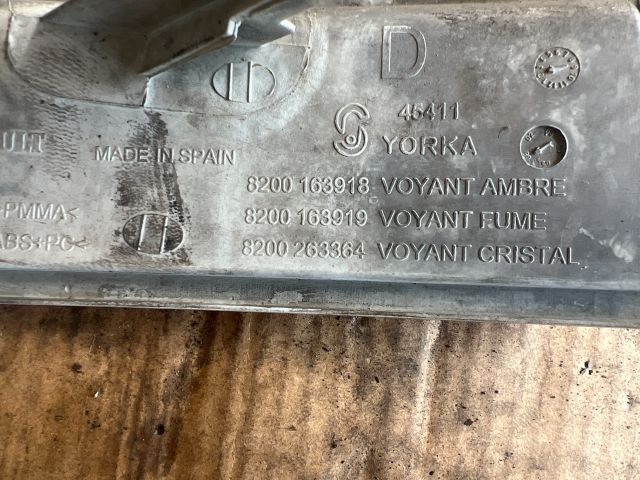 D
45411
YORKA
MADE IN SPAIN
8200 163918 VOYANT AMBRE
8200 163919 VOYANT FUME
PMMA<
8200 263364 VOYANT CRISTAL
ABS+PC<